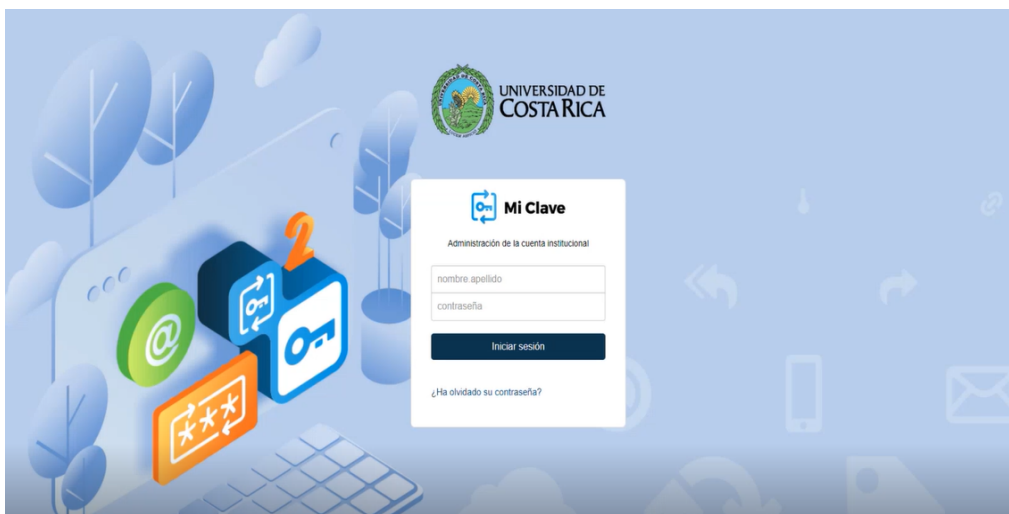 UNIVERSIDAD DE
COSTA RICA
Mi Clave
Administración de la cuenta institucional
nombre.apellido
contraseña
Iniciar sesión
¿Ha olvidado su contraseña?
2
@
***